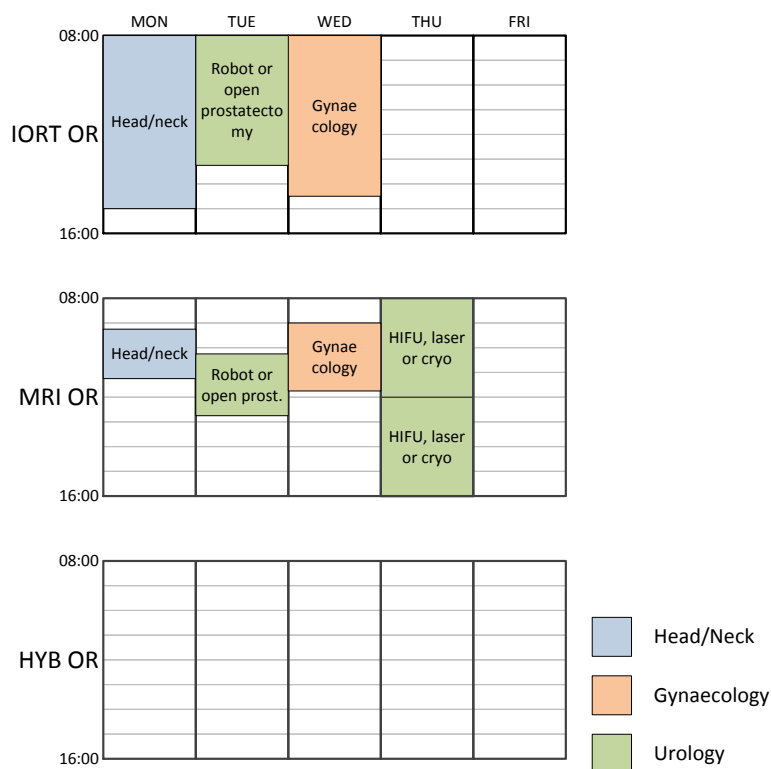 MON TUE WED THU FRI
08:00
IORT OR
16:00
Head/neck
Robot or
open
prostatecto
my
Gynae
cology
08:00
MRI OR
16:00
Head/neck
Robot or
open prost.
Gynae
cology
HIFU, laser
or cryo
HIFU, laser
or cryo
08:00
HYB OR
16:00
Head/Neck
Gynaecology
Urology